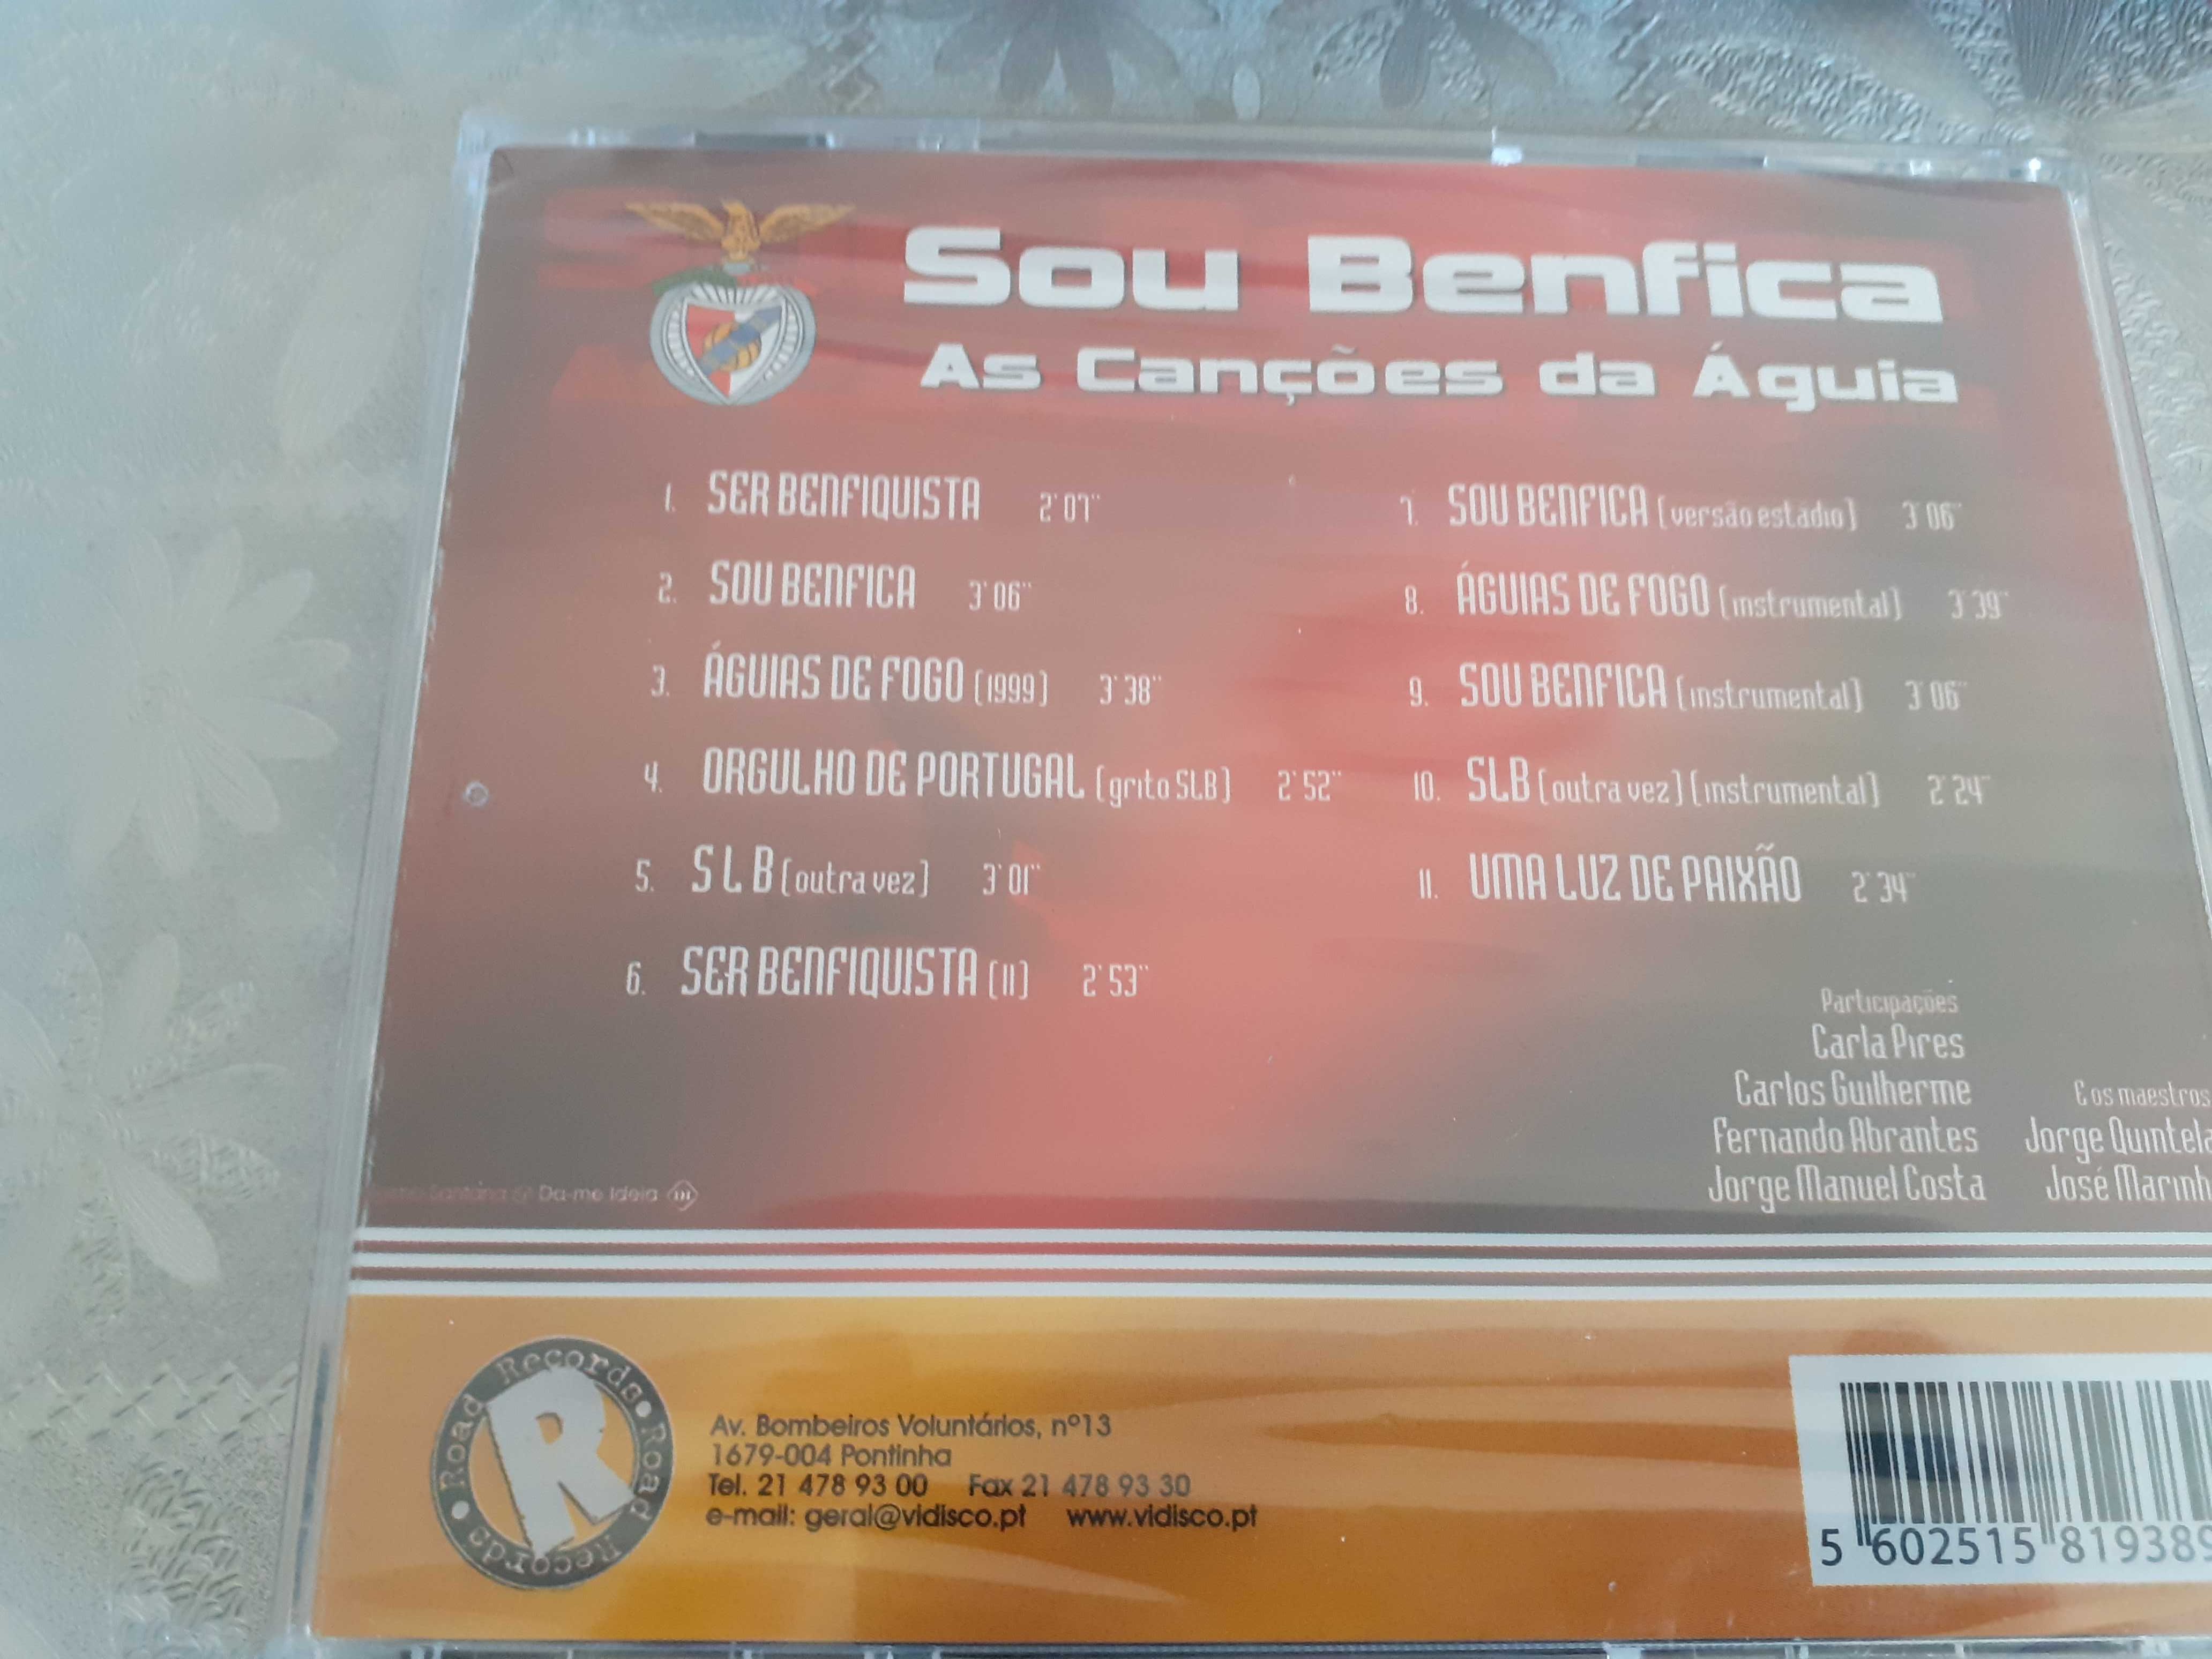 Sou Benfica
As Canções da Águia
1. SER BENFIQUISTA 2' 07''
2. SOU BENFICA 3' 06''
3. ÁGUIAS DE FOGO (1999) 3' 38''
4. ORGULHO DE PORTUGAL (grito SLB) 2' 52''
5. S L B (outra vez) 3' 01''
6. SER BENFIQUISTA (II) 2' 53''
7. SOU BENFICA (versão estádio) 3' 06''
8. ÁGUIAS DE FOGO (instrumental) 3' 39''
9. SOU BENFICA (instrumental) 3' 06''
10. SLB (outra vez) (instrumental) 2' 24''
11. UMA LUZ DE PAIXÃO 2' 34''
Participações
Carla Pires
Carlos Guilherme
Fernando Abrantes
Jorge Manuel Costa
E os maestros
Jorge Quintela
José Marinh
Santana @ Da-me Ideia
Road Records • Road Records •
R
Av. Bombeiros Voluntários, nº13
1679-004 Pontinha
Tel. 21 478 93 00 Fax 21 478 93 30
e-mail: geral@vidisco.pt www.vidisco.pt
5 602515 819389